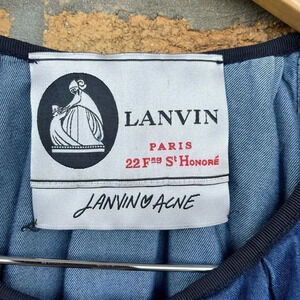 LANVIN
PARIS
22 Fbg St Honoré
LANVIN♥ACNE